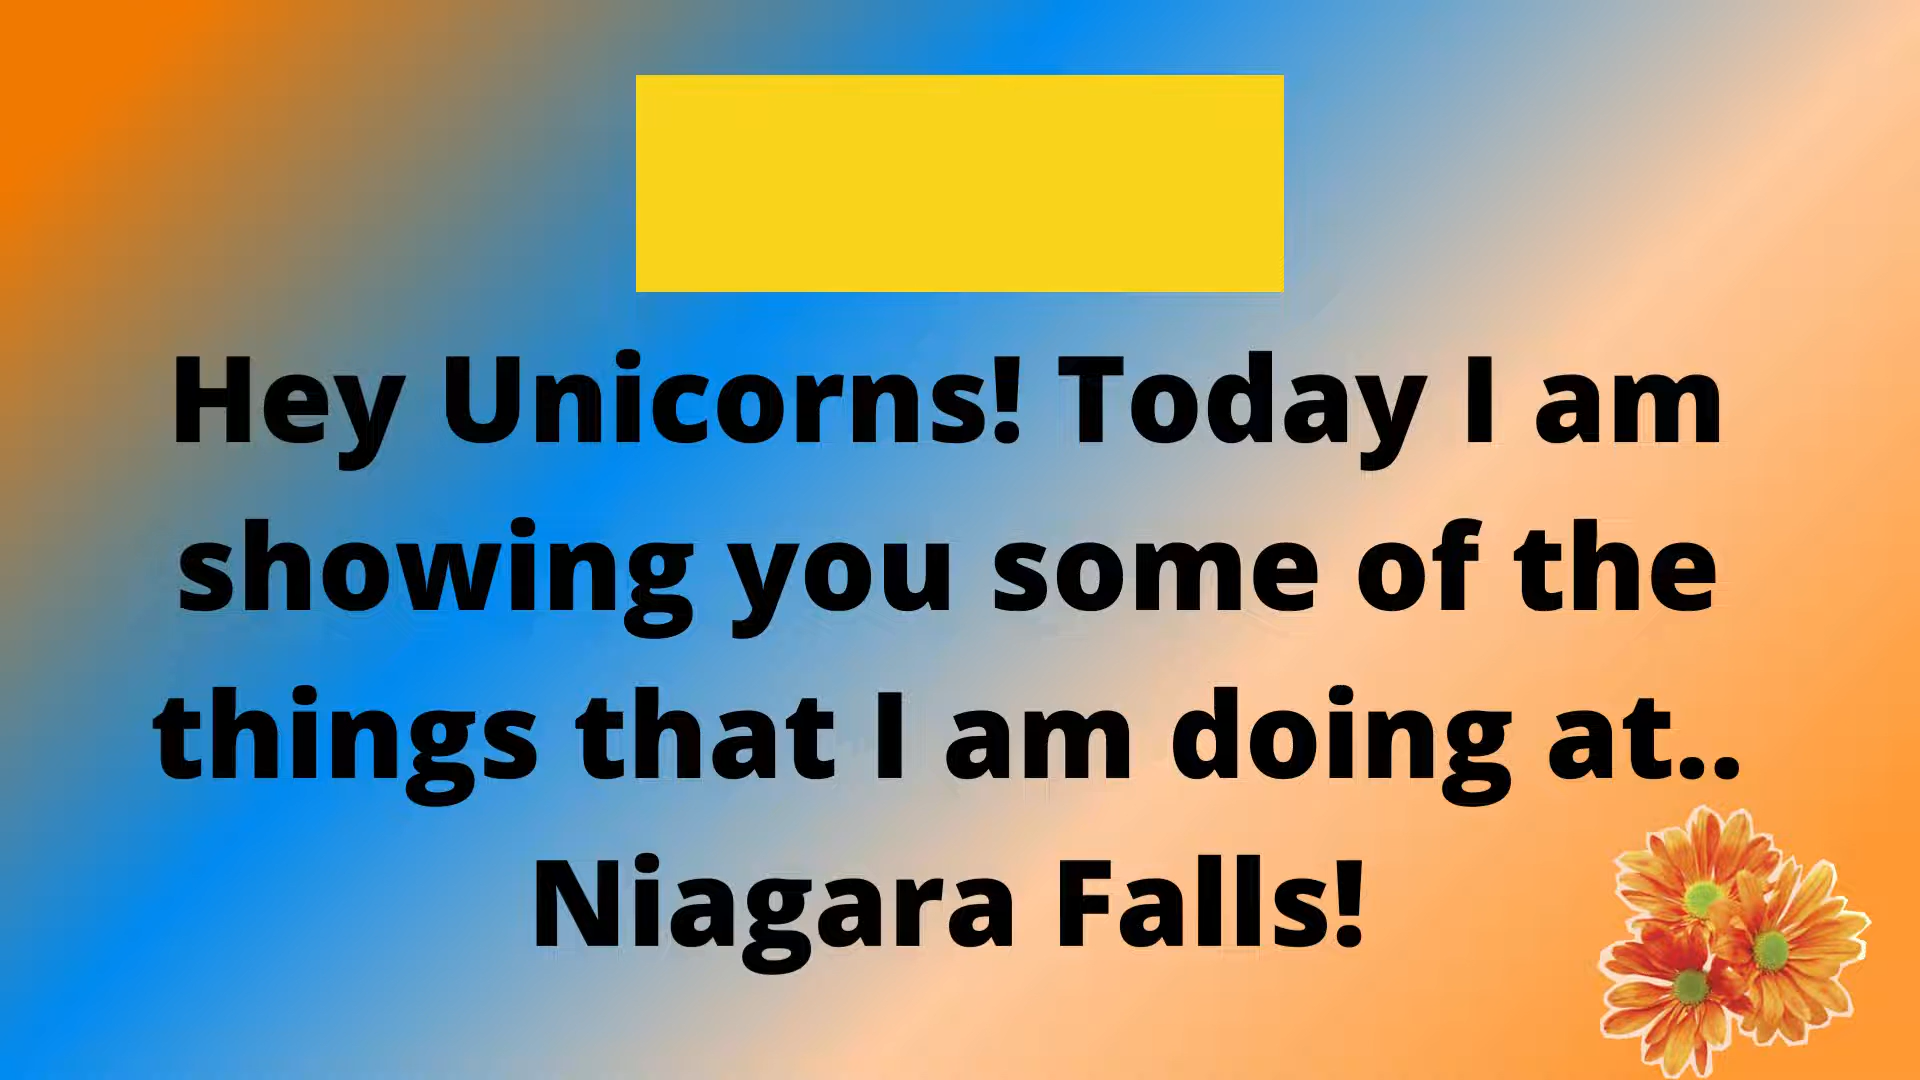 Hey Unicorns! Today I am
showing you some of the
things that I am doing at..
Niagara Falls!